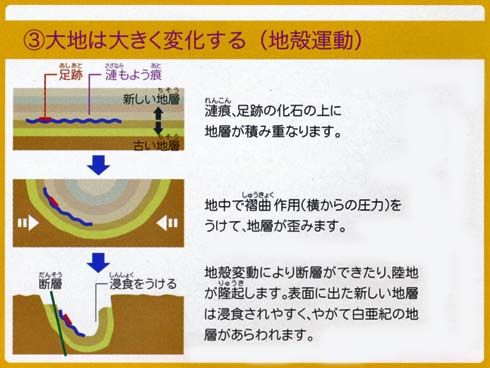 ③大地は大きく変化する（地殻運動）
あしあと さざなみ あと
足跡 漣もよう痕
ちそう
新しい地層
ちそう
古い地層
れんこん
漣痕、足跡の化石の上に
地層が積み重なります。
しゅうきょく
地中で褶曲作用(横からの圧力)を
うけて、地層が歪みます。
だんそう しんしょく
断層 浸食をうける
地殻変動により断層ができたり、陸地
りゅうき
が隆起します。表面に出た新しい地層
は浸食されやすく、やがて白亜紀の地
層があらわれます。